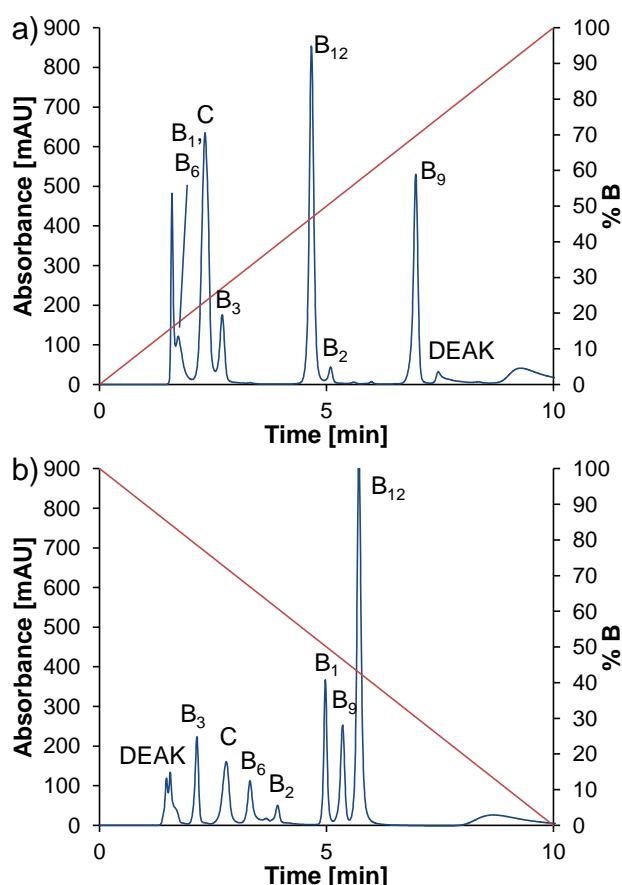 a)
Absorbance [mAU]
900
800
700
600
500
400
300
200
100
0
B₁, C
B₆
B₃
B₁₂
B₂
B₉
DEAK
100
90
80
70
60
50
40
30
20
10
0
% B
0 5 10
Time [min]
b)
Absorbance [mAU]
900
800
700
600
500
400
300
200
100
0
DEAK
B₃
C
B₆
B₂
B₁
B₉
B₁₂
100
90
80
70
60
50
40
30
20
10
0
% B
0 5 10
Time [min]